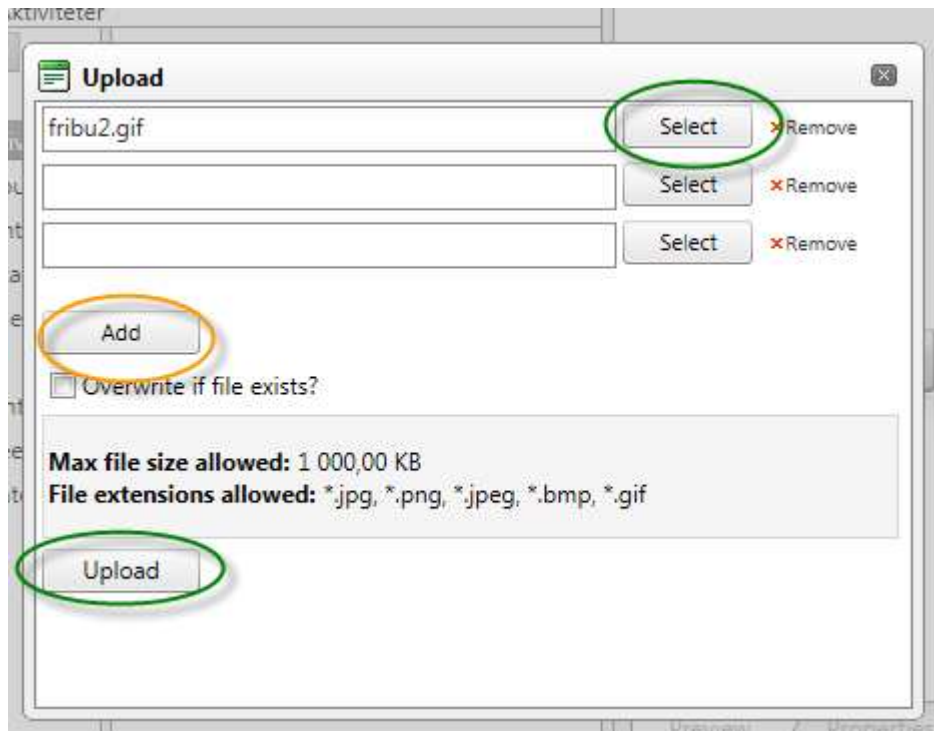 Aktiviteter
Upload
fribu2.gif Select Remove
Select Remove
Select Remove
Add
Overwrite if file exists?
Max file size allowed: 1 000,00 KB
File extensions allowed: *.jpg, *.png, *.jpeg, *.bmp, *.gif
Upload
Preview Properties